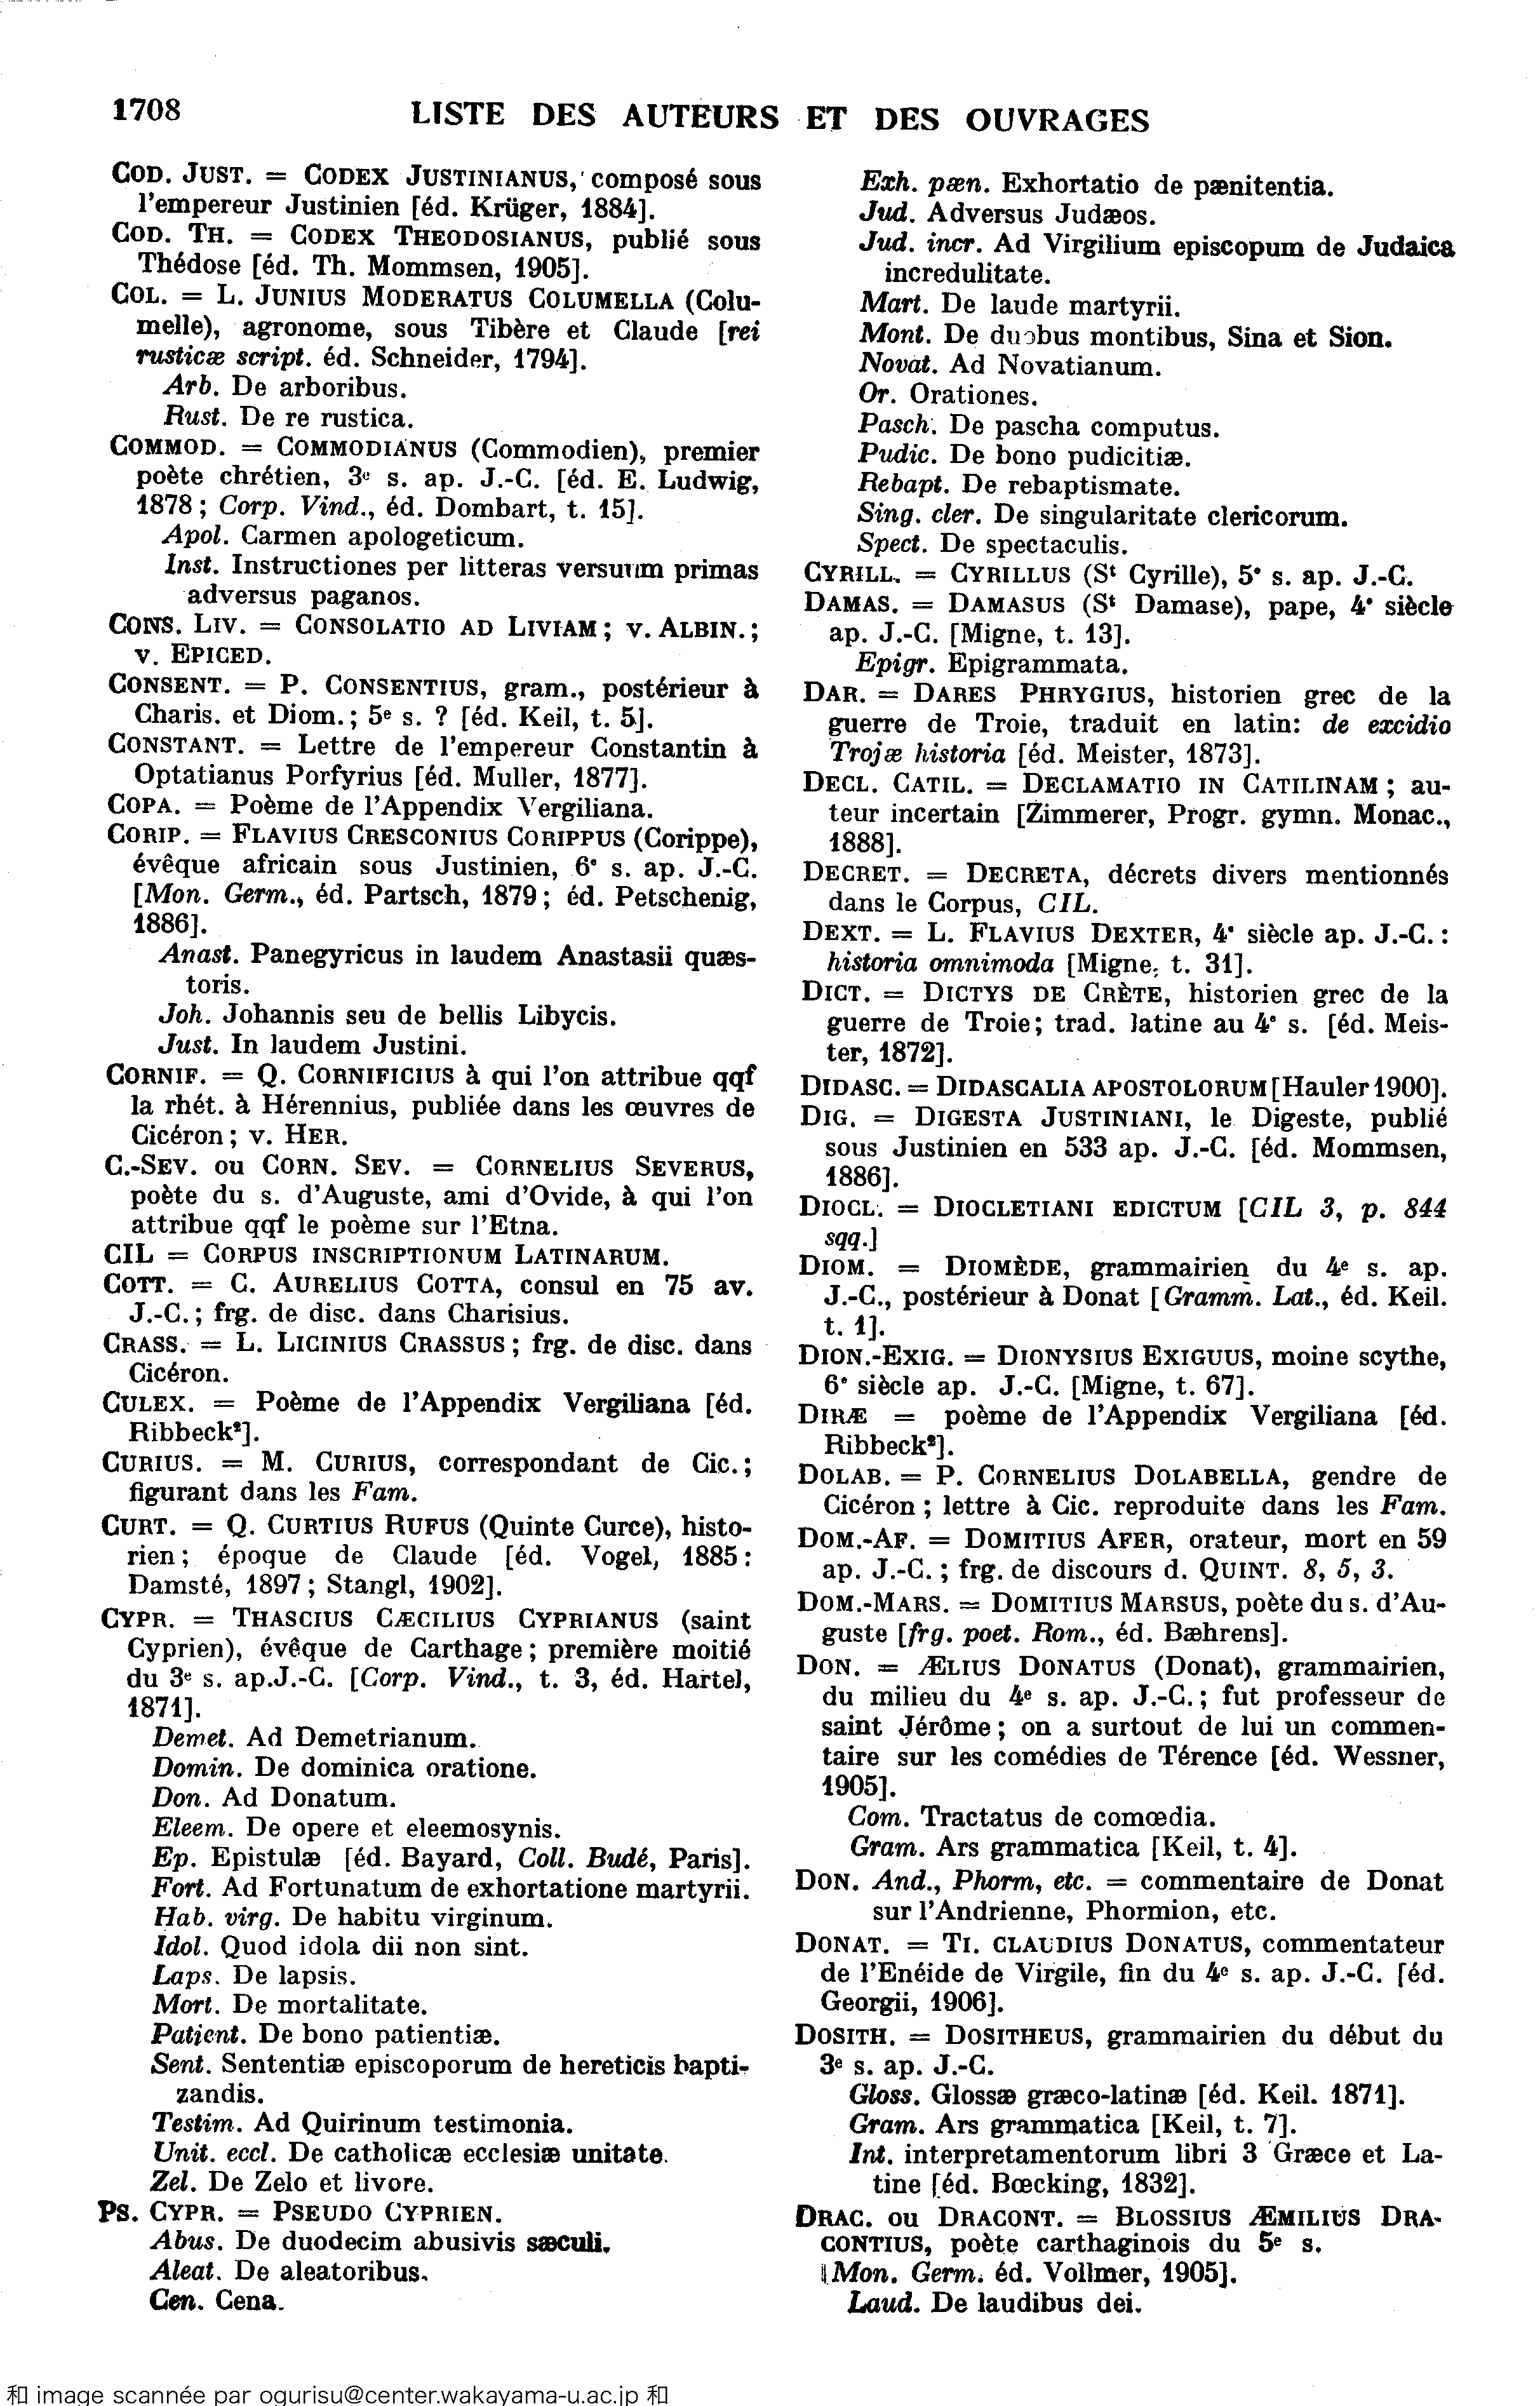 1708
LISTE DES AUTEURS ET DES OUVRAGES
COD. JUST. = CODEX JUSTINIANUS, composé sous
l'empereur Justinien [éd. Krüger, 1884].
COD. TH. = CODEX THEODOSIANUS, publié sous
Thédose [éd. Th. Mommsen, 1905].
COL. = L. JUNIUS MODERATUS COLUMELLA (Colu-
melle), agronome, sous Tibère et Claude [rei
rusticæ script. éd. Schneider, 1794].
Arb. De arboribus.
Rust. De re rustica.
COMMOD. = COMMODIANUS (Commodien), premier
poète chrétien, 3e s. ap. J.-C. [éd. E. Ludwig,
1878 ; Corp. Vind., éd. Dombart, t. 15].
Apol. Carmen apologeticum.
Inst. Instructiones per litteras versuum primas
adversus paganos.
CONS. LIV. = CONSOLATIO AD LIVIAM ; v. ALBIN. ;
v. EPICED.
CONSENT. = P. CONSENTIUS, gram., postérieur à
Charis. et Diom. ; 5e s. ? [éd. Keil, t. 5].
CONSTANT. = Lettre de l'empereur Constantin à
Optatianus Porfyrius [éd. Muller, 1877].
COPA. = Poème de l'Appendix Vergiliana.
CORIP. = FLAVIUS CRESCONIUS CORIPPUS (Corippe),
évêque africain sous Justinien, 6e s. ap. J.-C.
[Mon. Germ., éd. Partsch, 1879 ; éd. Petschenig,
1886].
Anast. Panegyricus in laudem Anastasii quæs-
toris.
Joh. Johannis seu de bellis Libycis.
Just. In laudem Justini.
CORNIF. = Q. CORNIFICIUS à qui l'on attribue qqf
la rhét. à Hérennius, publiée dans les œuvres de
Cicéron ; v. HER.
C.-SEV. ou CORN. SEV. = CORNELIUS SEVERUS,
poète du s. d'Auguste, ami d'Ovide, à qui l'on
attribue qqf le poème sur l'Etna.
CIL = CORPUS INSCRIPTIONUM LATINARUM.
COTT. = C. AURELIUS COTTA, consul en 75 av.
J.-C. ; frg. de disc. dans Charisius.
CRASS. = L. LICINIUS CRASSUS ; frg. de disc. dans
Cicéron.
CULEX. = Poème de l'Appendix Vergiliana [éd.
Ribbeck²].
CURIUS. = M. CURIUS, correspondant de Cic. ;
figurant dans les Fam.
CURT. = Q. CURTIUS RUFUS (Quinte Curce), histo-
rien ; époque de Claude [éd. Vogel, 1885 :
Damsté, 1897 ; Stangl, 1902].
CYPR. = THASCIUS CÆCILIUS CYPRIANUS (saint
Cyprien), évêque de Carthage ; première moitié
du 3e s. ap.J.-C. [Corp. Vind., t. 3, éd. Hartel,
1871].
Demet. Ad Demetrianum.
Domin. De dominica oratione.
Don. Ad Donatum.
Eleem. De opere et eleemosynis.
Ep. Epistulæ [éd. Bayard, Coll. Budé, Paris].
Fort. Ad Fortunatum de exhortatione martyrii.
Hab. virg. De habitu virginum.
Idol. Quod idola dii non sint.
Laps. De lapsis.
Mort. De mortalitate.
Patient. De bono patientiæ.
Sent. Sententiæ episcoporum de hereticis bapti-
zandis.
Testim. Ad Quirinum testimonia.
Unit. eccl. De catholicæ ecclesiæ unitate.
Zel. De Zelo et livore.
PS. CYPR. = PSEUDO CYPRIEN.
Abus. De duodecim abusivis sæculi.
Aleat. De aleatoribus.
Cen. Cena.
Exh. pæn. Exhortatio de pænitentia.
Jud. Adversus Judæos.
Jud. incr. Ad Virgilium episcopum de Judaica
incredulitate.
Mart. De laude martyrii.
Mont. De duobus montibus, Sina et Sion.
Novat. Ad Novatianum.
Or. Orationes.
Pasch. De pascha computus.
Pudic. De bono pudicitiæ.
Rebapt. De rebaptismate.
Sing. cler. De singularitate clericorum.
Spect. De spectaculis.
CYRILL. = CYRILLUS (St Cyrille), 5e s. ap. J.-C.
DAMAS. = DAMASUS (St Damase), pape, 4e siècle
ap. J.-C. [Migne, t. 13].
Epigr. Epigrammata.
DAR. = DARES PHRYGIUS, historien grec de la
guerre de Troie, traduit en latin: de excidio
Trojæ historia [éd. Meister, 1873].
DECL. CATIL. = DECLAMATIO IN CATILINAM ; au-
teur incertain [Zimmerer, Progr. gymn. Monac.,
1888].
DECRET. = DECRETA, décrets divers mentionnés
dans le Corpus, CIL.
DEXT. = L. FLAVIUS DEXTER, 4e siècle ap. J.-C. :
historia omnimoda [Migne, t. 31].
DICT. = DICTYS DE CRÈTE, historien grec de la
guerre de Troie; trad. latine au 4e s. [éd. Meis-
ter, 1872].
DIDASC. = DIDASCALIA APOSTOLORUM [Hauler 1900].
DIG. = DIGESTA JUSTINIANI, le Digeste, publié
sous Justinien en 533 ap. J.-C. [éd. Mommsen,
1886].
DIOCL. = DIOCLETIANI EDICTUM [CIL 3, p. 844
sqq.]
DIOM. = DIOMÈDE, grammairien du 4e s. ap.
J.-C., postérieur à Donat [Gramm. Lat., éd. Keil.
t. 1].
DION.-EXIG. = DIONYSIUS EXIGUUS, moine scythe,
6e siècle ap. J.-C. [Migne, t. 67].
DIRÆ = poème de l'Appendix Vergiliana [éd.
Ribbeck²].
DOLAB. = P. CORNELIUS DOLABELLA, gendre de
Cicéron ; lettre à Cic. reproduite dans les Fam.
DOM.-AF. = DOMITIUS AFER, orateur, mort en 59
ap. J.-C. ; frg. de discours d. QUINT. 8, 5, 3.
DOM.-MARS. = DOMITIUS MARSUS, poète du s. d'Au-
guste [frg. poet. Rom., éd. Bæhrens].
DON. = ÆLIUS DONATUS (Donat), grammairien,
du milieu du 4e s. ap. J.-C. ; fut professeur de
saint Jérôme ; on a surtout de lui un commen-
taire sur les comédies de Térence [éd. Wessner,
1905].
Com. Tractatus de comœdia.
Gram. Ars grammatica [Keil, t. 4].
DON. And., Phorm, etc. = commentaire de Donat
sur l'Andrienne, Phormion, etc.
DONAT. = TI. CLAUDIUS DONATUS, commentateur
de l'Enéide de Virgile, fin du 4e s. ap. J.-C. [éd.
Georgii, 1906].
DOSITH. = DOSITHEUS, grammairien du début du
3e s. ap. J.-C.
Gloss. Glossæ græco-latinæ [éd. Keil. 1871].
Gram. Ars grammatica [Keil, t. 7].
Int. interpretamentorum libri 3 Græce et La-
tine [éd. Bœcking, 1832].
DRAC. ou DRACONT. = BLOSSIUS ÆMILIUS DRA-
CONTIUS, poète carthaginois du 5e s.
[Mon. Germ. éd. Vollmer, 1905].
Laud. De laudibus dei.
和 image scannée par ogurisu@center.wakayama-u.ac.jp 和